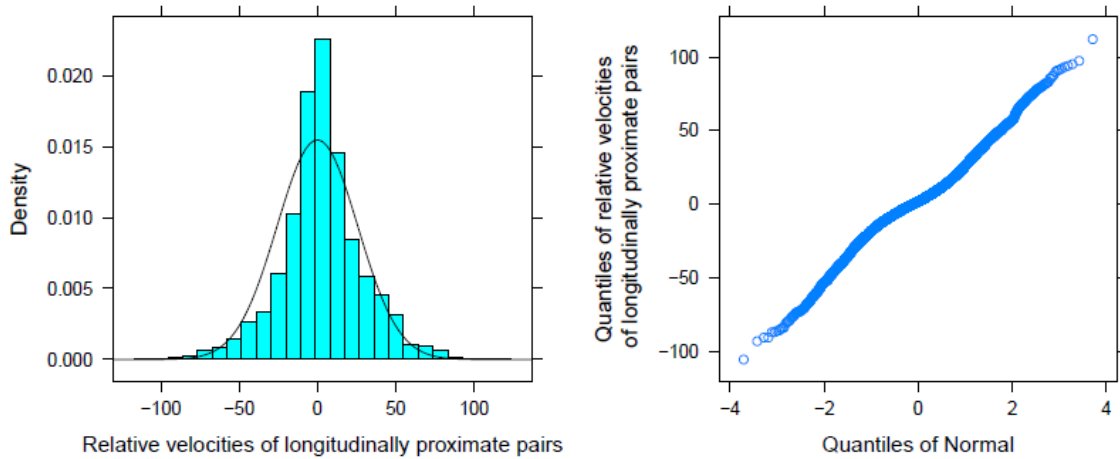 Density
0.020
0.015
0.010
0.005
0.000
−100 −50 0 50 100
Relative velocities of longitudinally proximate pairs
Quantiles of relative velocities
of longitudinally proximate pairs
100
50
0
−50
−100
−4 −2 0 2 4
Quantiles of Normal